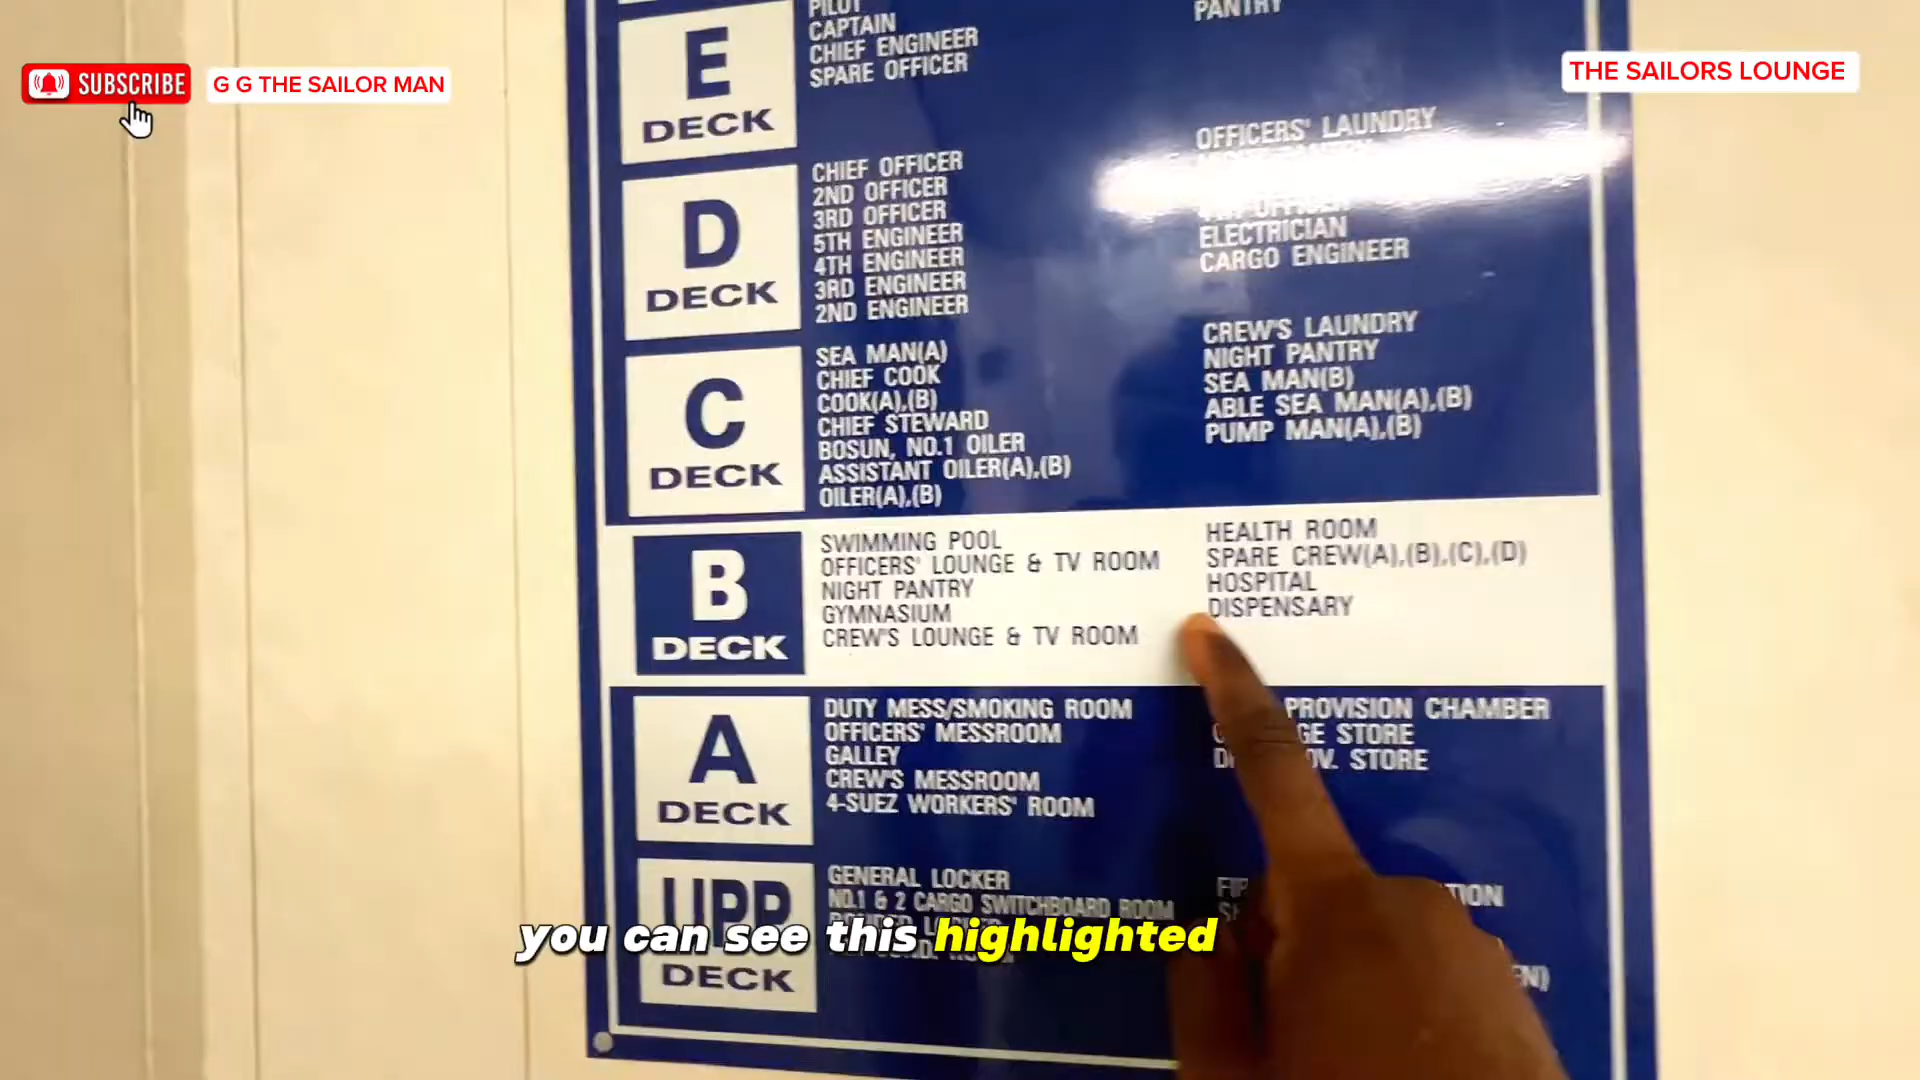 SUBSCRIBE
G G THE SAILOR MAN
THE SAILORS LOUNGE
E
DECK
PILOT
CAPTAIN
CHIEF ENGINEER
SPARE OFFICER
PANTRY
D
DECK
CHIEF OFFICER
2ND OFFICER
3RD OFFICER
5TH ENGINEER
4TH ENGINEER
3RD ENGINEER
2ND ENGINEER
OFFICERS' LAUNDRY
OFFICER
ELECTRICIAN
CARGO ENGINEER
C
DECK
SEA MAN(A)
CHIEF COOK
COOK(A),(B)
CHIEF STEWARD
BOSUN, NO.1 OILER
ASSISTANT OILER(A),(B)
OILER(A),(B)
CREW'S LAUNDRY
NIGHT PANTRY
SEA MAN(B)
ABLE SEA MAN(A),(B)
PUMP MAN(A),(B)
B
DECK
SWIMMING POOL
OFFICERS' LOUNGE & TV ROOM
NIGHT PANTRY
GYMNASIUM
CREW'S LOUNGE & TV ROOM
HEALTH ROOM
SPARE CREW(A),(B),(C),(D)
HOSPITAL
DISPENSARY
A
DECK
DUTY MESS/SMOKING ROOM
OFFICERS' MESSROOM
GALLEY
CREW'S MESSROOM
4-SUEZ WORKERS' ROOM
PROVISION CHAMBER
STORE
STORE
UPP
DECK
GENERAL LOCKER
NO.1 & 2 CARGO SWITCHBOARD ROOM
you can see this highlighted